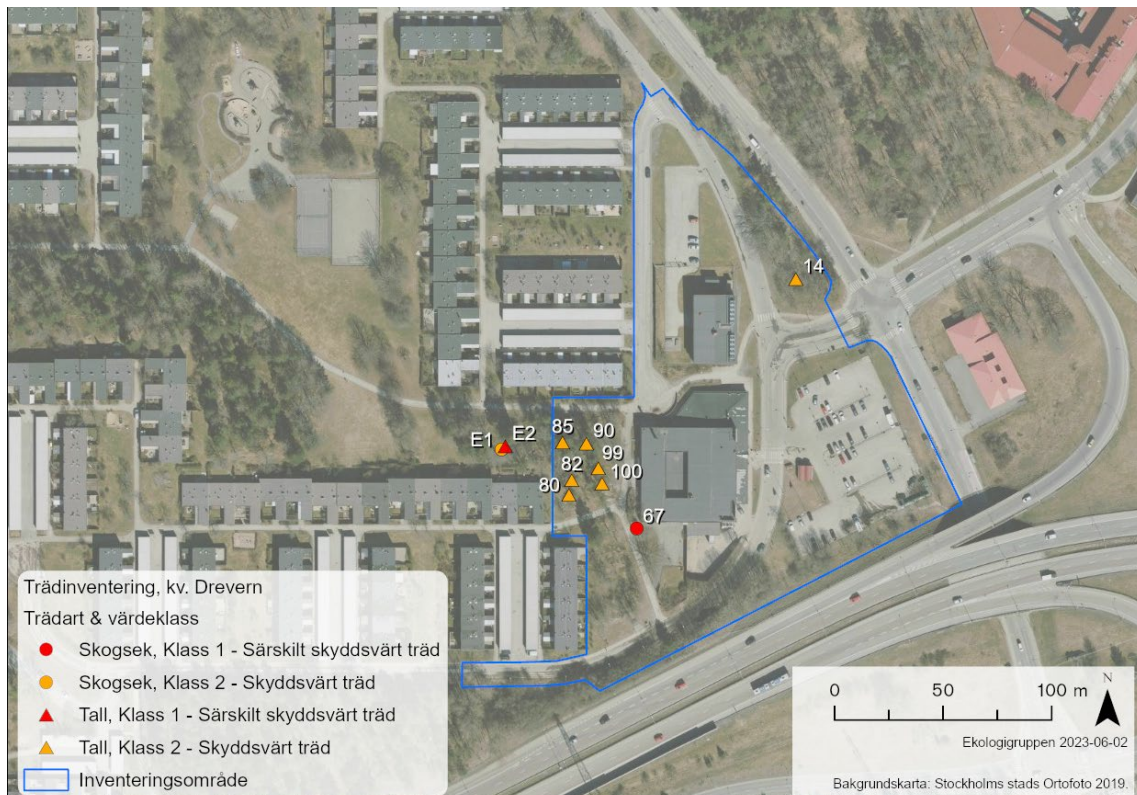 14
85
90
E1
E2
99
82
100
80
67
Trädinventering, kv. Drevern
Trädart & värdeklass
Skogsek, Klass 1 - Särskilt skyddsvärt träd
Skogsek, Klass 2 - Skyddsvärt träd
Tall, Klass 1 - Särskilt skyddsvärt träd
Tall, Klass 2 - Skyddsvärt träd
Inventeringsområde
0 50 100 m
N
Ekologigruppen 2023-06-02
Bakgrundskarta: Stockholms stads Ortofoto 2019.